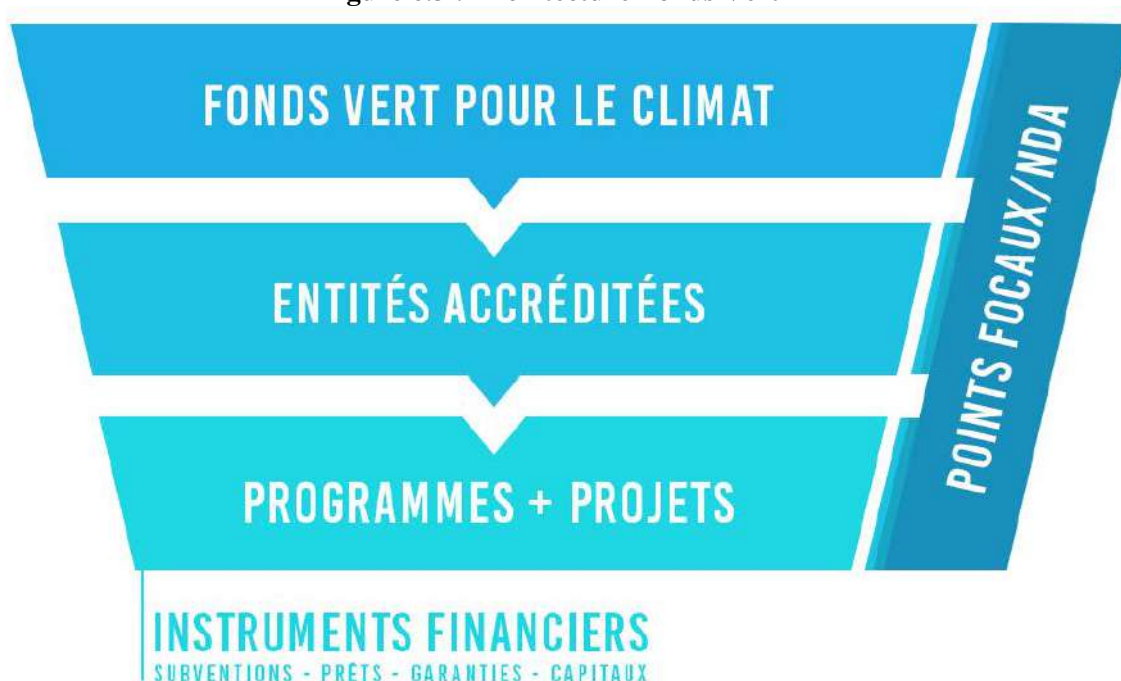 FONDS VERT POUR LE CLIMAT
ENTITÉS ACCRÉDITÉES
PROGRAMMES + PROJETS
POINTS FOCAUX/NDA
INSTRUMENTS FINANCIERS
SUBVENTIONS - PRÊTS - GARANTIES - CAPITAUX